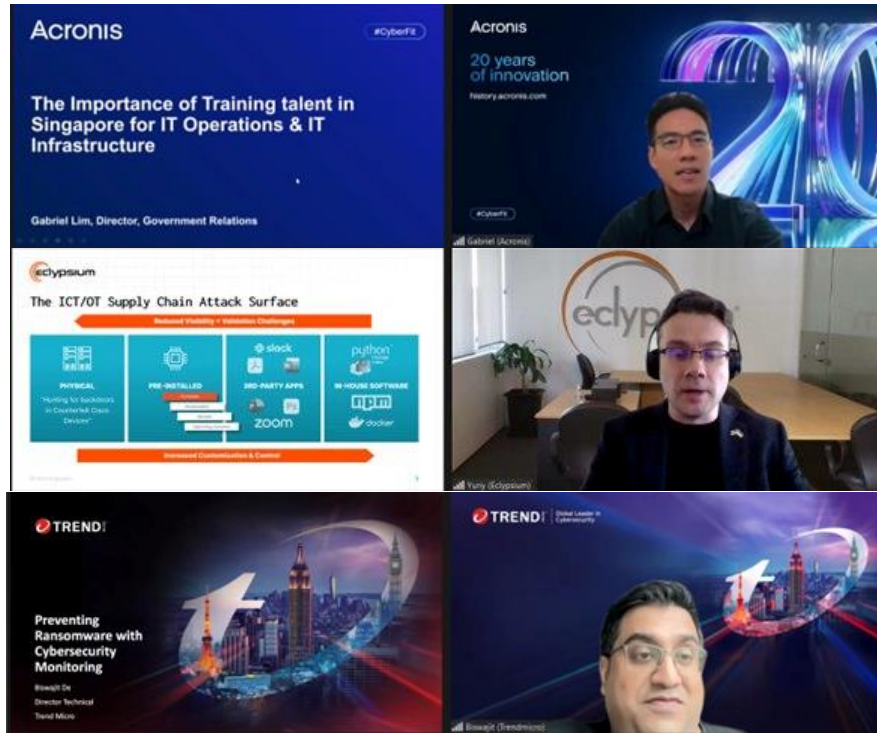 Acronis
#CyberFit
The Importance of Training talent in
Singapore for IT Operations & IT
Infrastructure
Gabriel Lim, Director, Government Relations
Acronis
20 years
of innovation
history.acronis.com
20
#CyberFit
Gabriel (Acronis)
eclypsium
The ICT/OT Supply Chain Attack Surface
Reduced Visibility + Validation Challenges
PHYSICAL
"Hunting for backdoors
in Counterfeit Cisco
Devices"
PRE-INSTALLED
slack
3RD-PARTY APPS
zoom
python
IN-HOUSE SOFTWARE
npm
docker
Increased Customization & Control
eclyp
Yuriy (Eclypsium)
TREND
Preventing
Ransomware with
Cybersecurity
Monitoring
Biswajit De
Director Technical
Trend Micro
TREND
Global Leader in
Cybersecurity
Biswajit (Trendmicro)